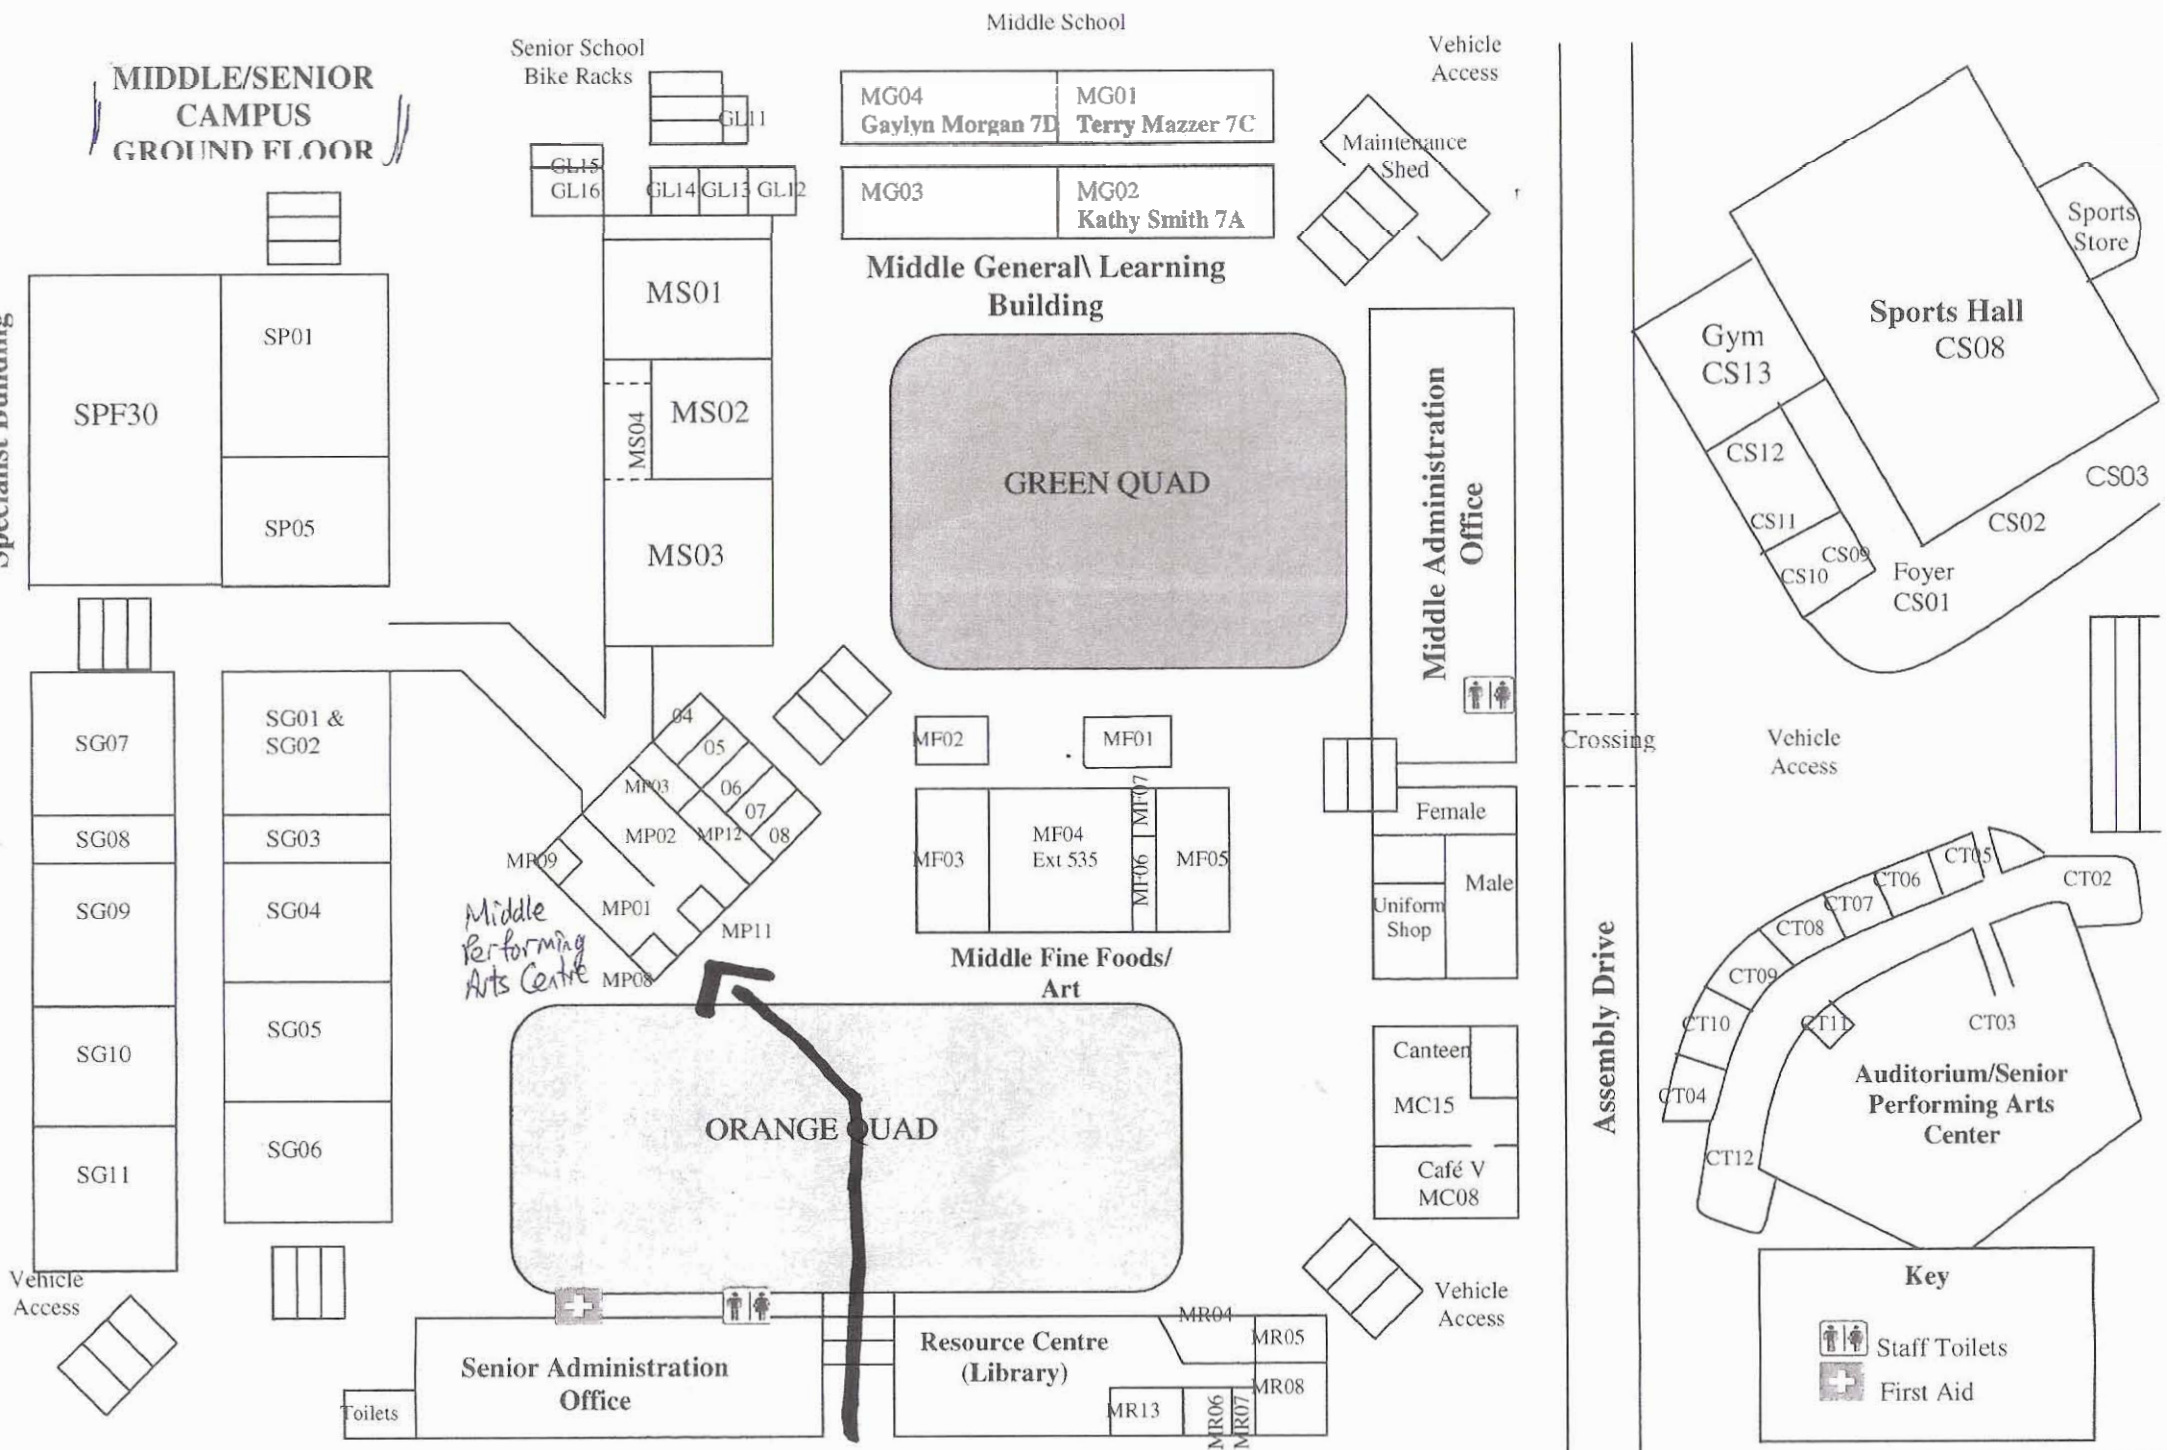 Middle School
Senior School
Bike Racks
Vehicle
Access
MIDDLE/SENIOR
CAMPUS
GROUND FLOOR
GL11
MG04
Gaylyn Morgan 7D
MG01
Terry Mazzer 7C
Maintenance
Shed
GL15
GL16
GL14
GL13
GL12
MG03
MG02
Kathy Smith 7A
Sports
Store
Middle General\ Learning
Building
MS01
SP01
SPF30
Specialist Building
MS02
MS04
SP05
MS03
GREEN QUAD
Middle Administration
Office
Sports Hall
CS08
Gym
CS13
CS12
CS03
CS02
CS11
CS09
CS10
Foyer
CS01
SG07
SG01 &
SG02
04
05
MF02
MF01
Crossing
Vehicle
Access
MP03
06
07
MF07
Female
SG08
SG03
MP02
MP12
08
MF03
MF04
Ext 535
MF06
MF05
MP09
CT05
CT06
CT02
Male
SG09
SG04
MP01
MP11
Uniform
Shop
CT07
CT08
Middle
Performing
Arts Centre
MP08
Middle Fine Foods/
Art
CT09
Assembly Drive
SG10
SG05
CT10
CT11
CT03
Canteen
MC15
Auditorium/Senior
Performing Arts
Center
CT04
ORANGE QUAD
SG11
SG06
CT12
Café V
MC08
Vehicle
Access
Vehicle
Access
Key
Staff Toilets
First Aid
MR04
Resource Centre
(Library)
MR05
Senior Administration
Office
MR08
Toilets
MR13
MR06
MR07